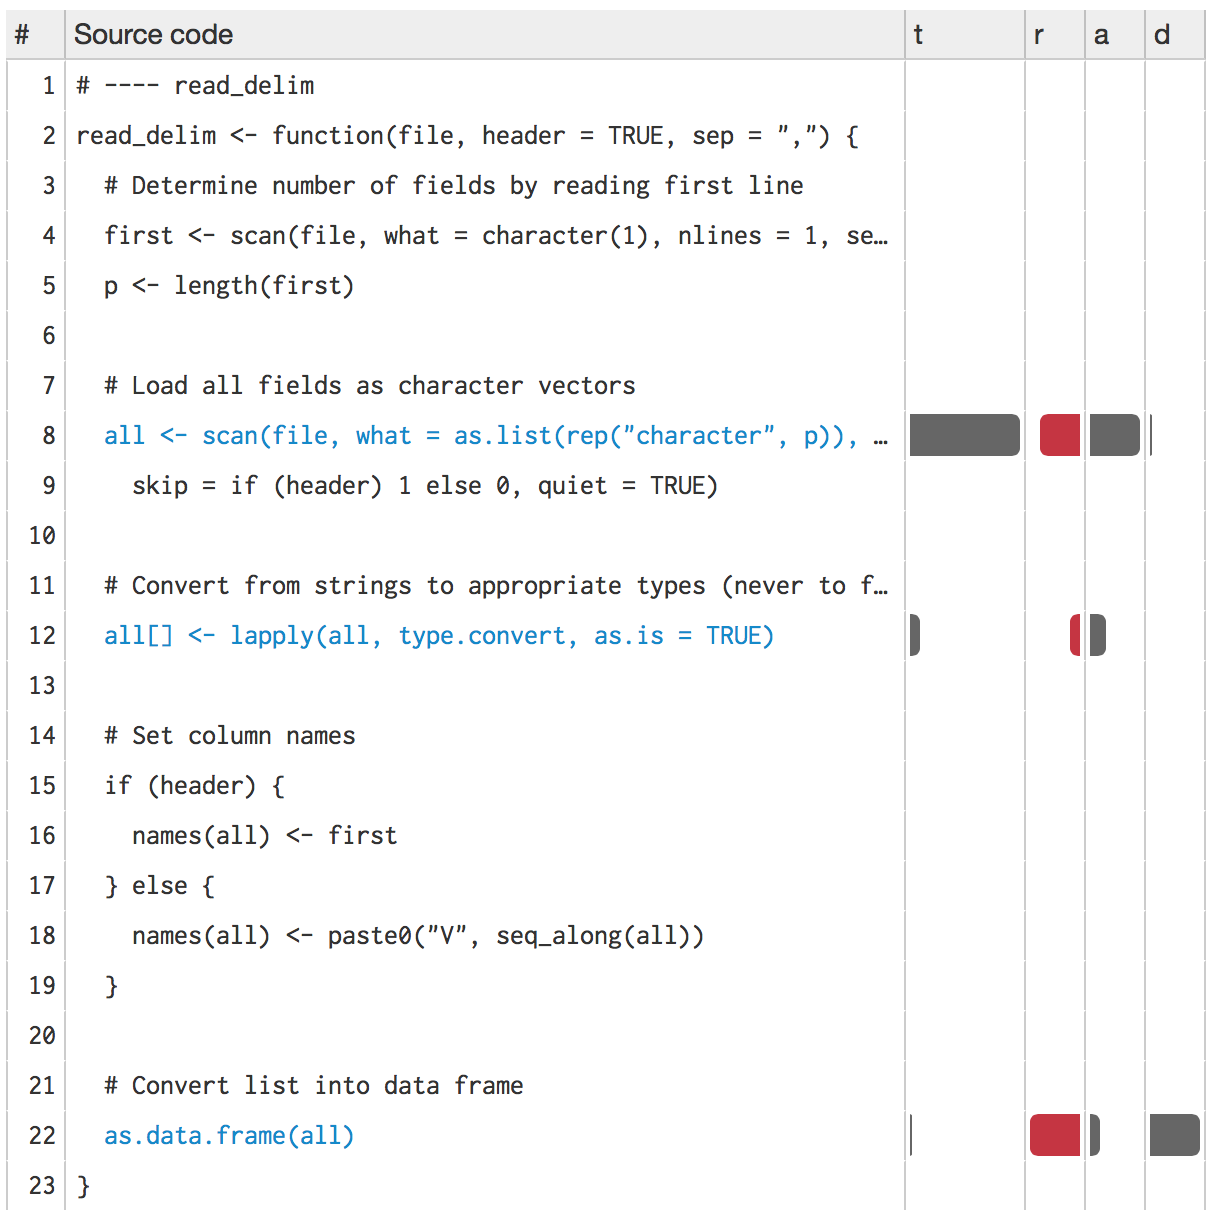 # Source code t r a d
1 # ---- read_delim
2 read_delim <- function(file, header = TRUE, sep = ",") {
3 # Determine number of fields by reading first line
4 first <- scan(file, what = character(1), nlines = 1, se…
5 p <- length(first)
6
7 # Load all fields as character vectors
8 all <- scan(file, what = as.list(rep("character", p)), …
9 skip = if (header) 1 else 0, quiet = TRUE)
10
11 # Convert from strings to appropriate types (never to f…
12 all[] <- lapply(all, type.convert, as.is = TRUE)
13
14 # Set column names
15 if (header) {
16 names(all) <- first
17 } else {
18 names(all) <- paste0("V", seq_along(all))
19 }
20
21 # Convert list into data frame
22 as.data.frame(all)
23 }